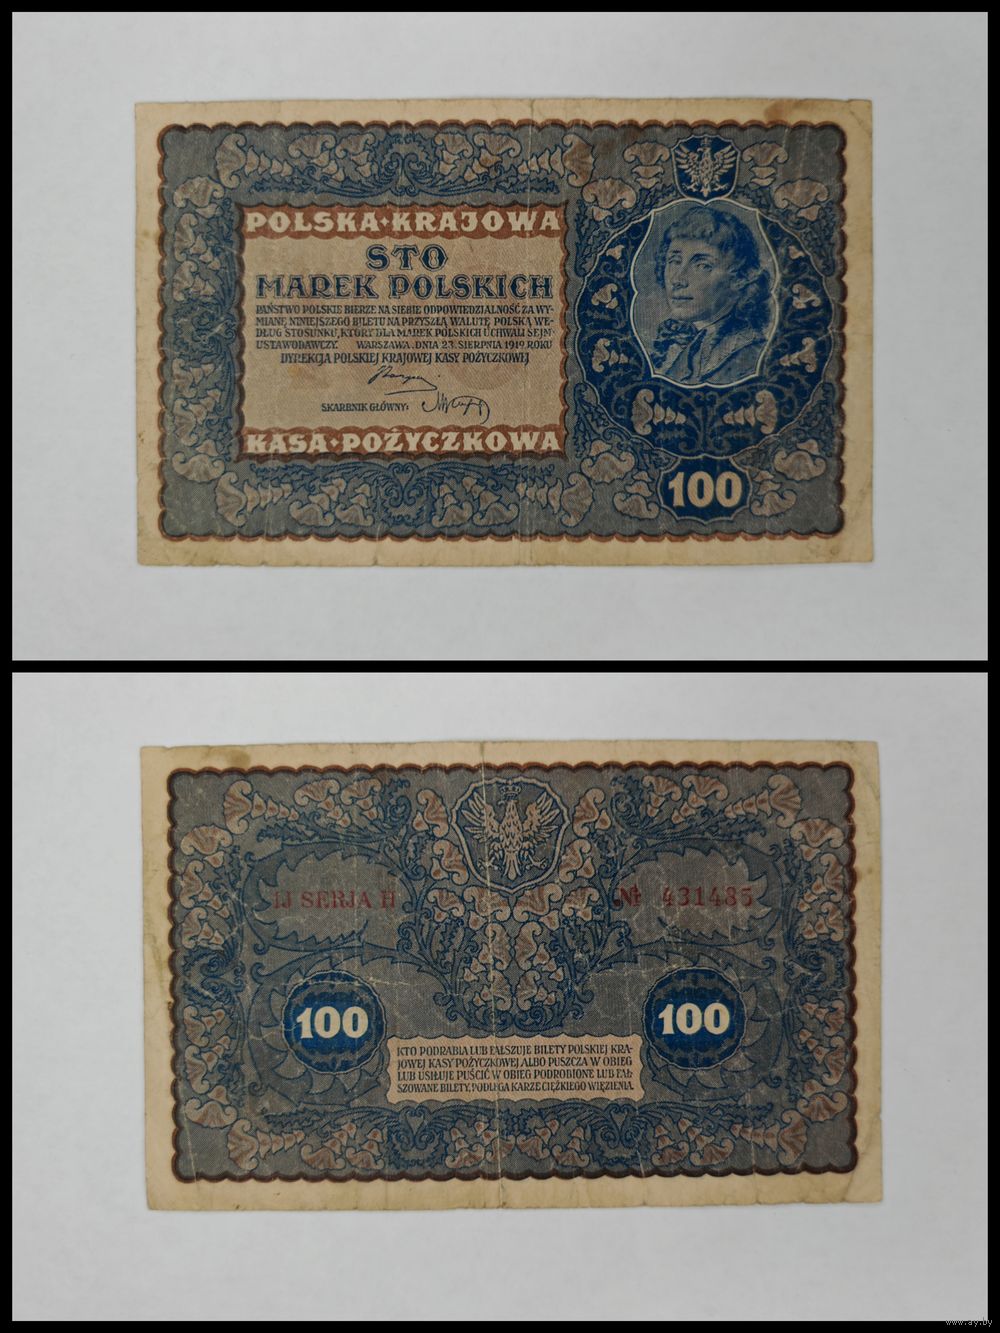 POLSKA·KRAJOWA
STO
MAREK POLSKICH
PAŃSTWO POLSKIE BIERZE NA SIEBIE ODPOWIEDZIALNOŚĆ ZA WY-
MIANĘ NINIEJSZEGO BILETU NA PRZYSZŁĄ WALUTĘ POLSKĄ WE-
DŁUG STOSUNKU, KTÓRY DLA MAREK POLSKICH UCHWALI SEJM
USTAWODAWCZY. WARSZAWA, DNIA 23. SIERPNIA 1919 ROKU
DYREKCJA POLSKIEJ KRAJOWEJ KASY POŻYCZKOWEJ
SKARBNIK GŁÓWNY:
KASA·POŻYCZKOWA
100
IJ SERJA H
№ 431485
100
100
KTO PODRABIA LUB FAŁSZUJE BILETY POLSKIEJ KRA-
JOWEJ KASY POŻYCZKOWEJ ALBO PUSZCZA W OBIEG
LUB USIŁUJE PUŚCIĆ W OBIEG PODROBIONE LUB FAŁ-
SZOWANE BILETY, PODLEGA KARZE CIĘŻKIEGO WIĘZIENIA.
www.ay.by